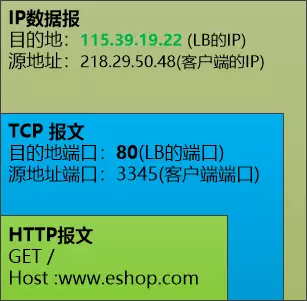 IP数据报
目的地：115.39.19.22 (LB的IP)
源地址：218.29.50.48(客户端的IP)
TCP 报文
目的地端口：80(LB的端口)
源地址端口：3345(客户端端口)
HTTP报文
GET /
Host :www.eshop.com